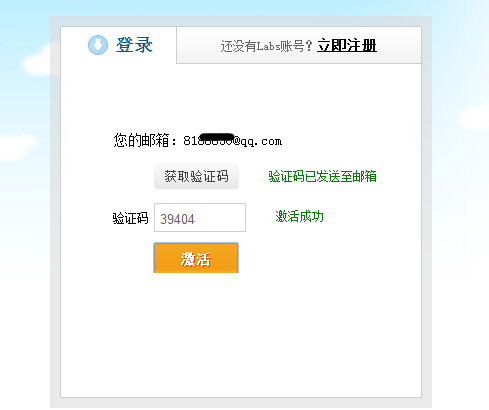 登录
还没有Labs账号？立即注册
您的邮箱：81@qq.com
获取验证码 验证码已发送至邮箱
验证码 39404 激活成功
激活